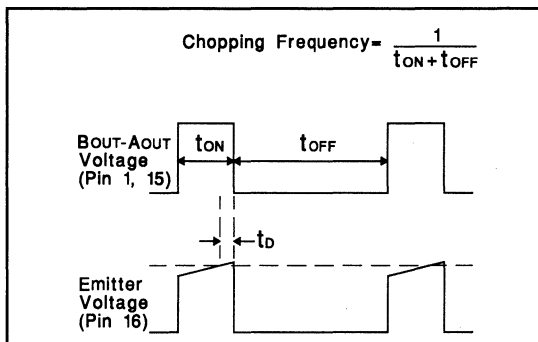 Chopping Frequency= 1
tON+tOFF
BOUT-AOUT
Voltage
(Pin 1, 15)
tON
tOFF
tD
Emitter
Voltage
(Pin 16)